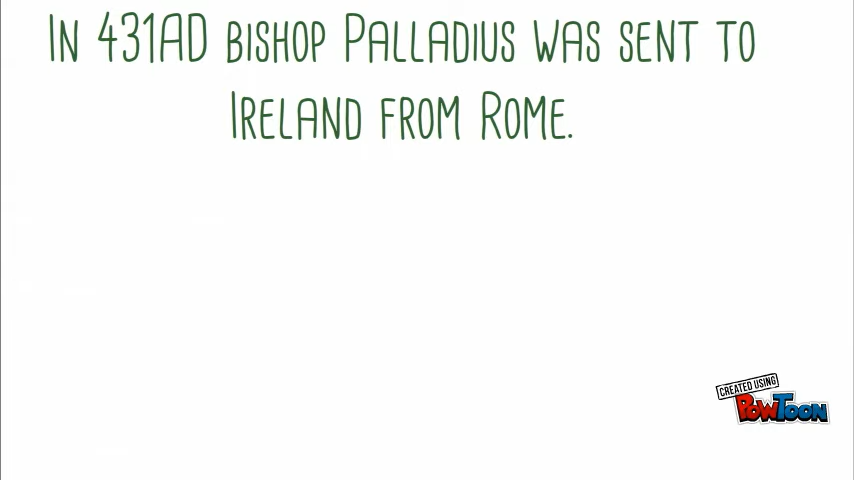 In 431AD bishop Palladius was sent to
Ireland from Rome.
CREATED USING
POWTOON